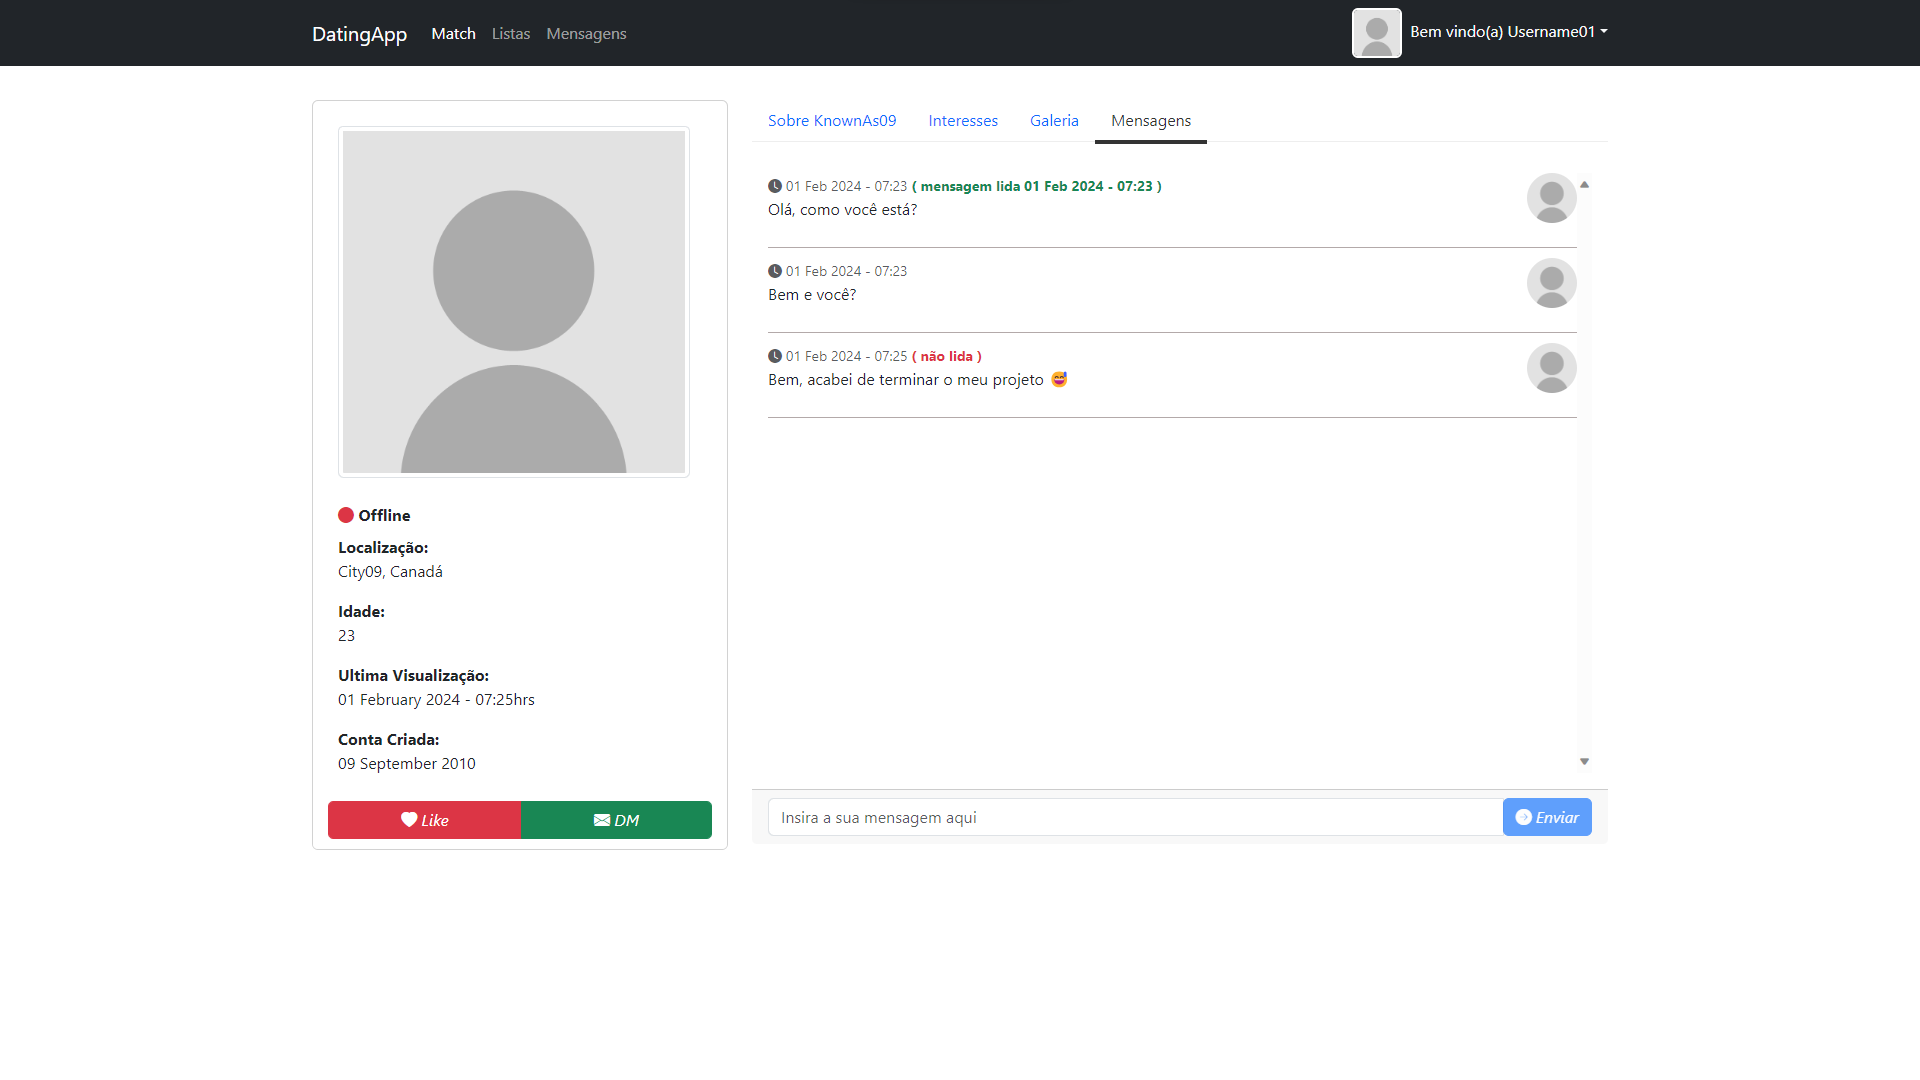 DatingApp Match Listas Mensagens Bem vindo(a) Username01
Offline
Localização:
City09, Canadá
Idade:
23
Ultima Visualização:
01 February 2024 - 07:25hrs
Conta Criada:
09 September 2010
Like DM
Sobre KnownAs09 Interesses Galeria Mensagens
01 Feb 2024 - 07:23 ( mensagem lida 01 Feb 2024 - 07:23 )
Olá, como você está?
01 Feb 2024 - 07:23
Bem e você?
01 Feb 2024 - 07:25 ( não lida )
Bem, acabei de terminar o meu projeto 😅
Insira a sua mensagem aqui Enviar